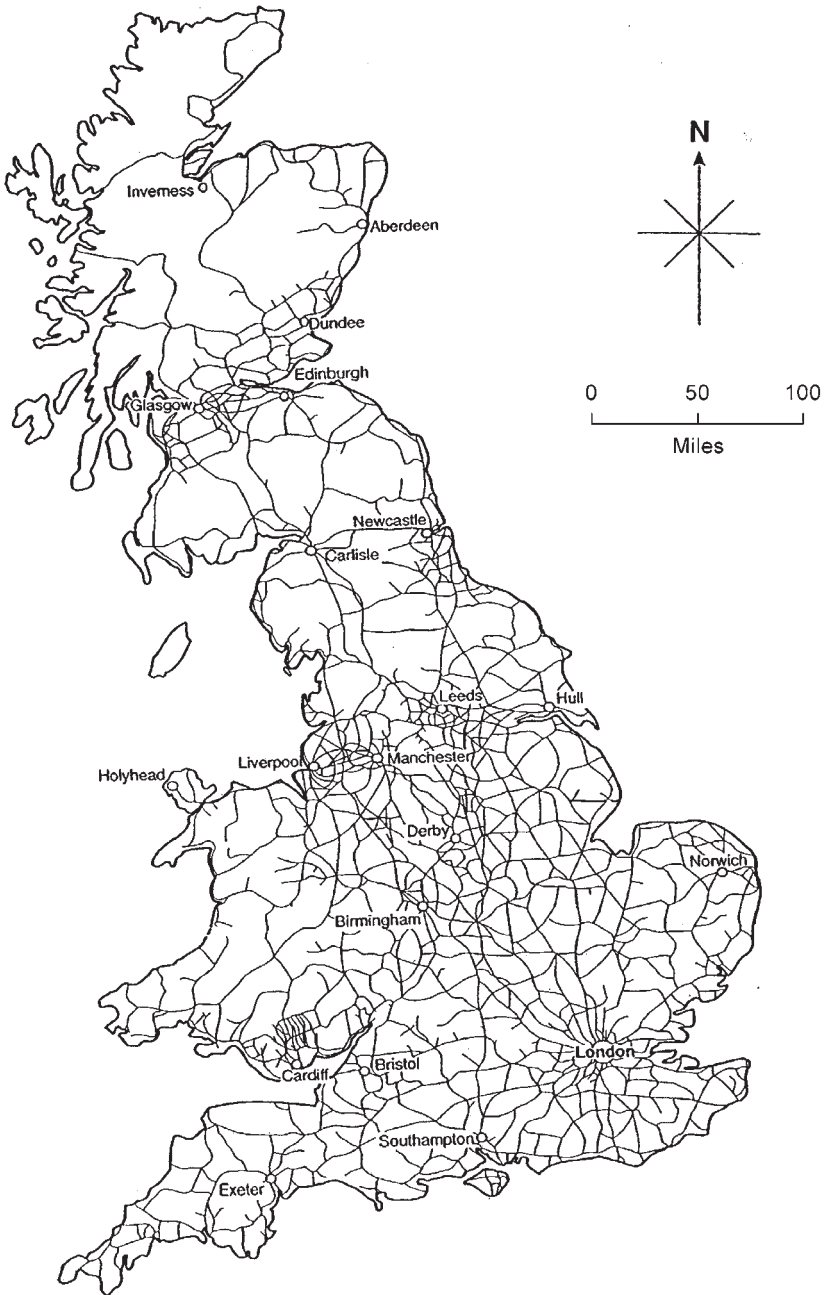 N
Inverness
Aberdeen
Dundee
Edinburgh
Glasgow
0 50 100
Miles
Newcastle
Carlisle
Leeds
Hull
Liverpool
Manchester
Holyhead
Derby
Norwich
Birmingham
London
Bristol
Cardiff
Southampton
Exeter